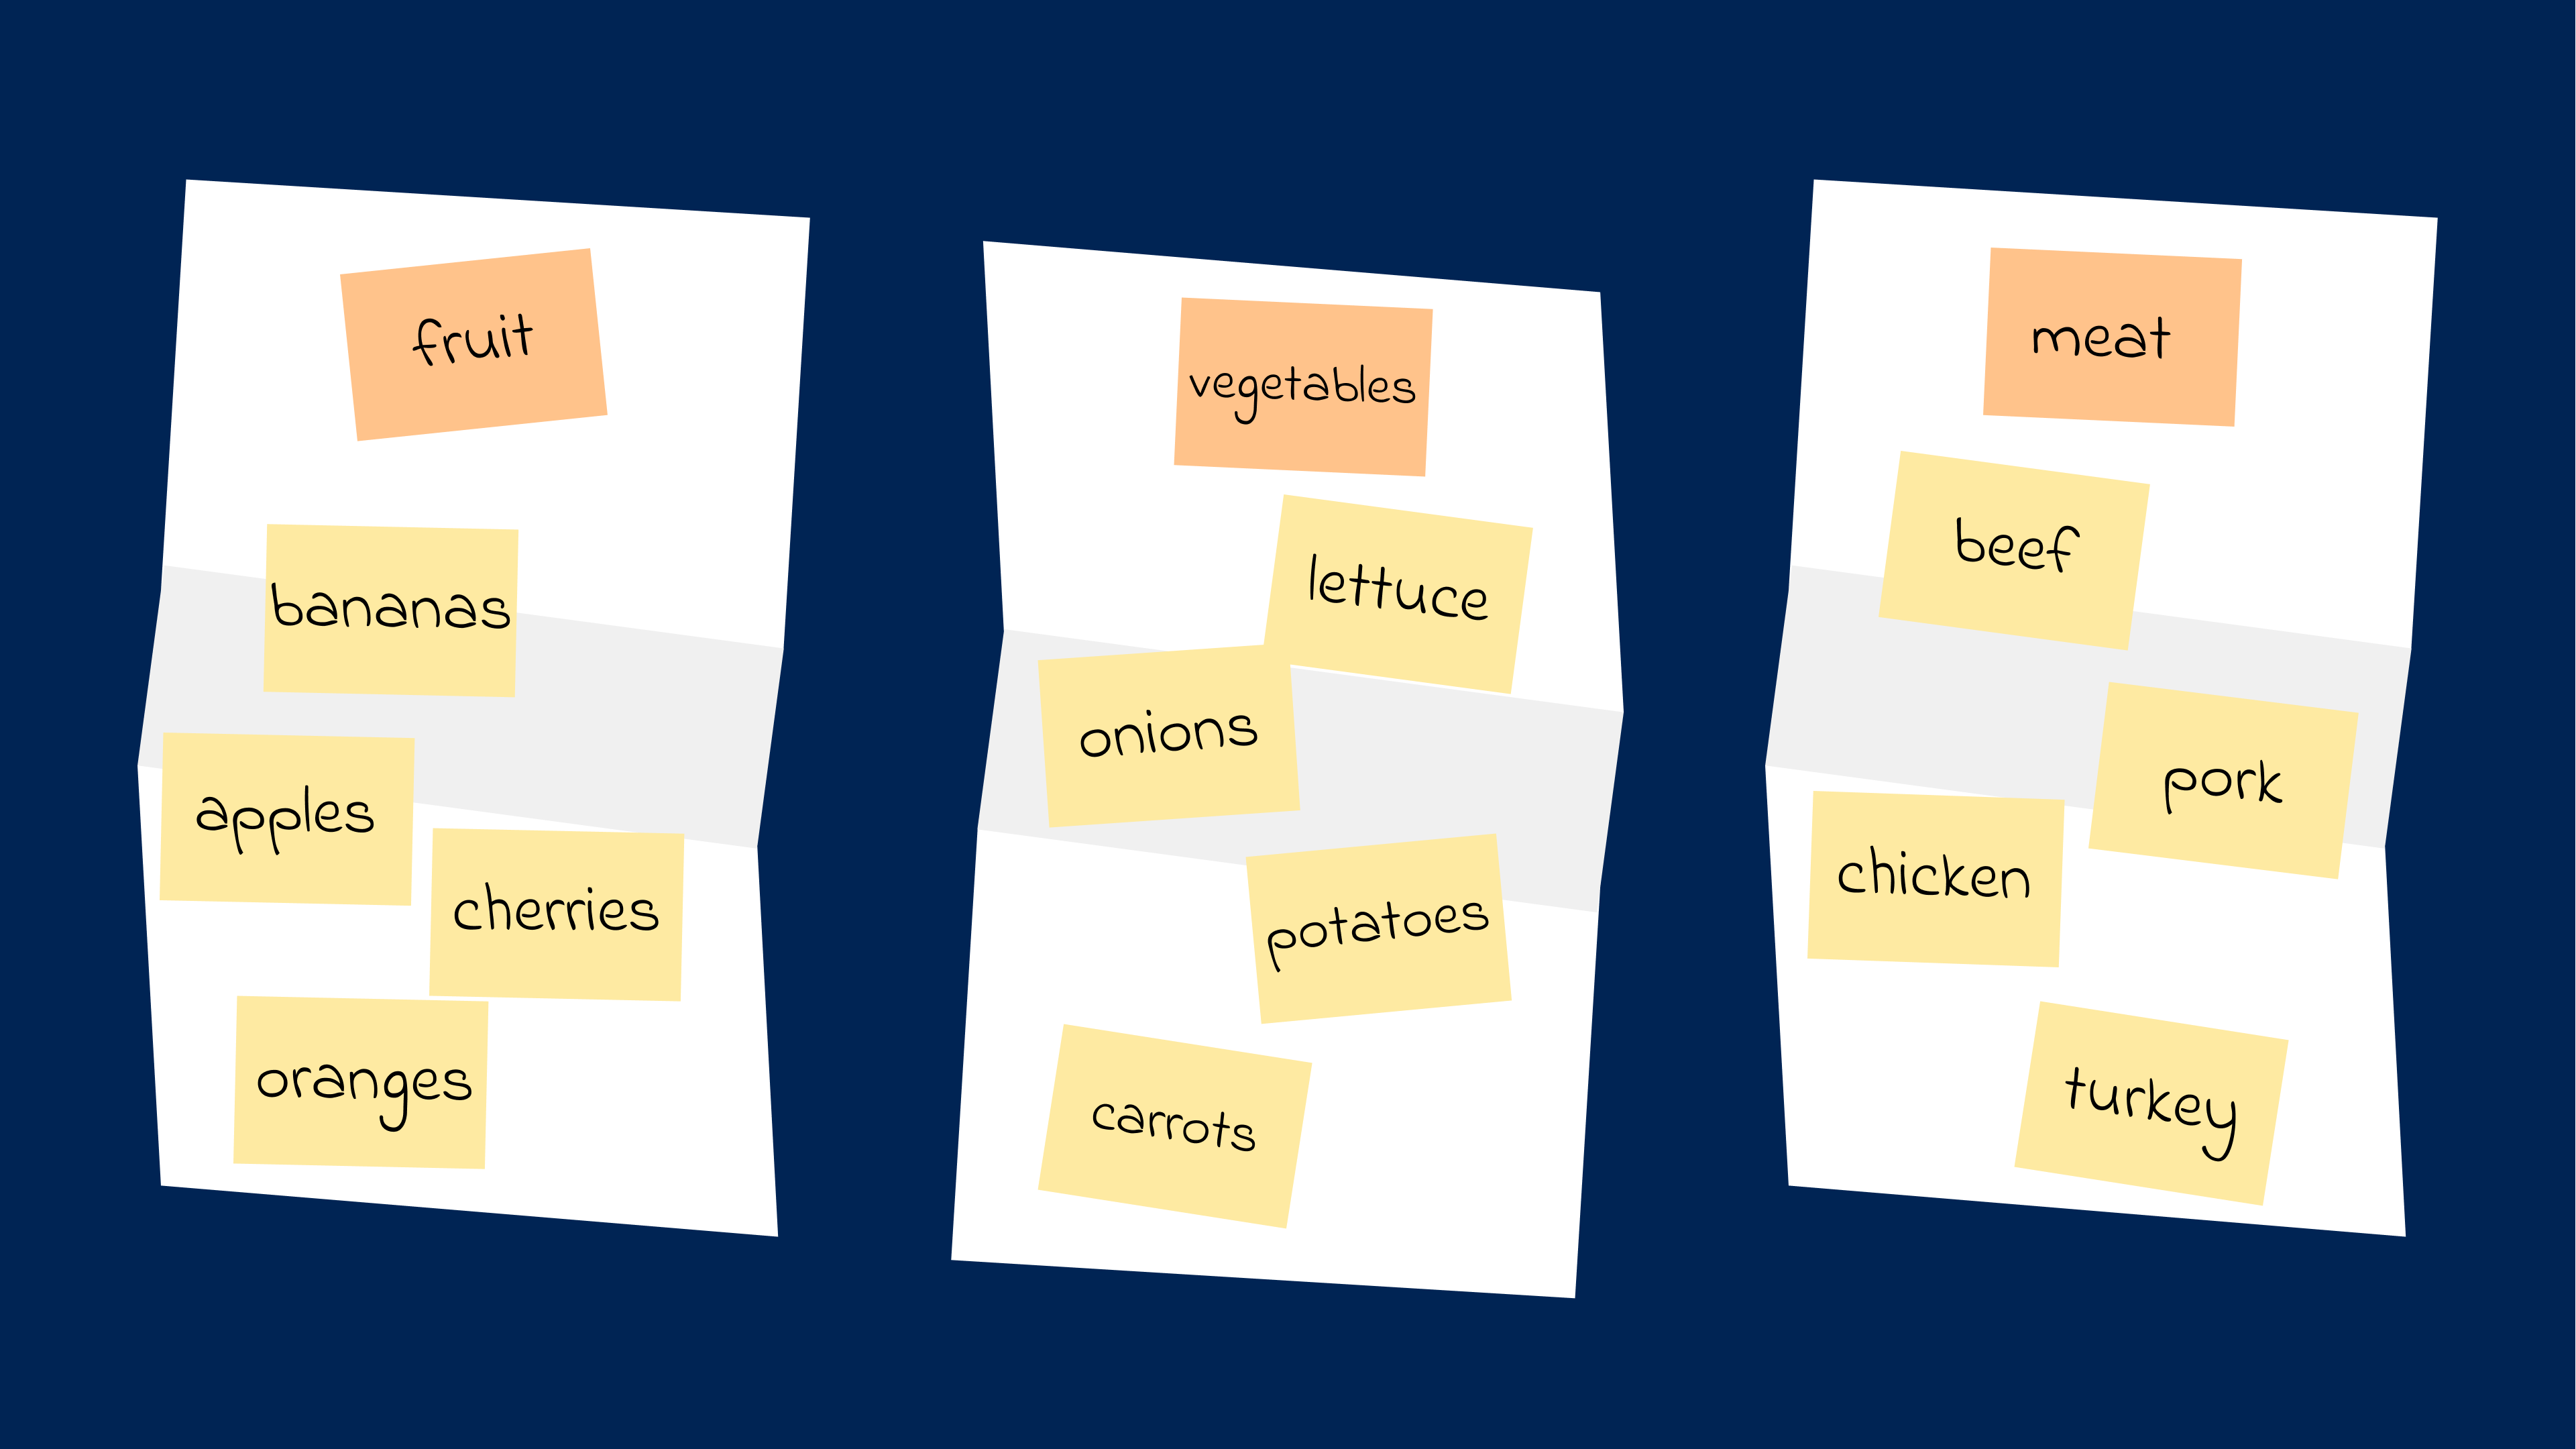 fruit
bananas
apples
cherries
oranges
vegetables
lettuce
onions
potatoes
carrots
meat
beef
pork
chicken
turkey